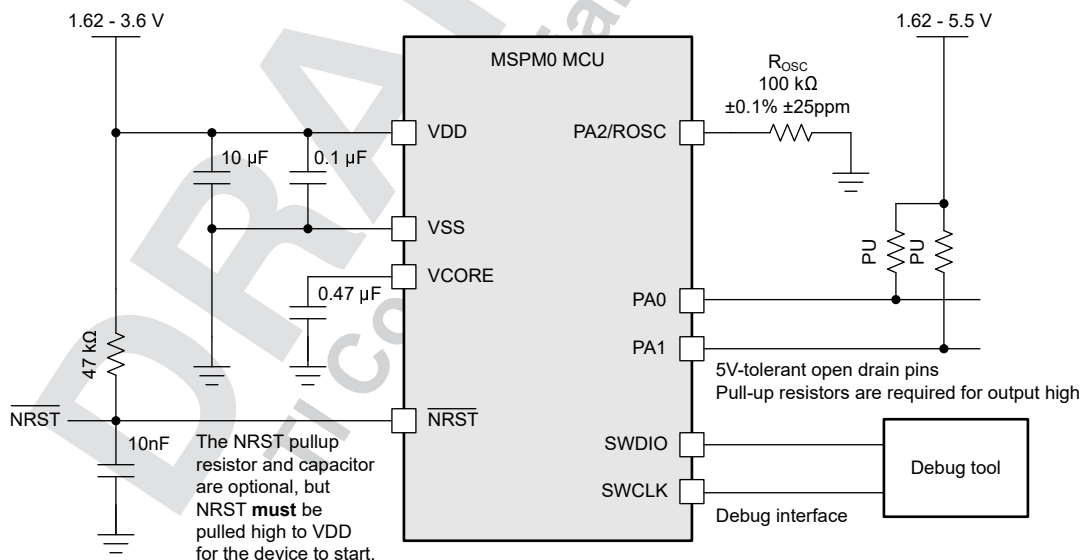 1.62 - 3.6 V
1.62 - 5.5 V
MSPM0 MCU
R_OSC
100 kΩ
±0.1% ±25ppm
VDD
PA2/ROSC
10 µF
0.1 µF
VSS
VCORE
0.47 µF
PU
PU
PA0
PA1
47 kΩ
5V-tolerant open drain pins
Pull-up resistors are required for output high
NRST
NRST
10nF
The NRST pullup
resistor and capacitor
are optional, but
NRST must be
pulled high to VDD
for the device to start.
SWDIO
SWCLK
Debug tool
Debug interface
DRA
TI Co